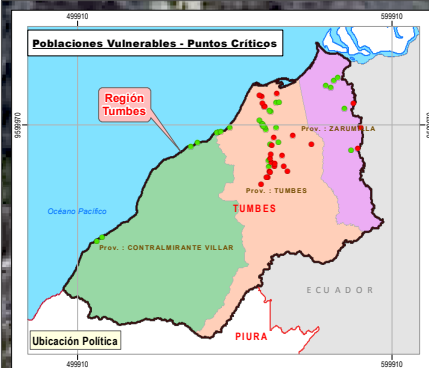 499910
599910
Poblaciones Vulnerables - Puntos Críticos
Región
Tumbes
9599970
9599970
Prov. : ZARUMILLA
Prov. : TUMBES
Océano Pacífico
TUMBES
Prov. : CONTRALMIRANTE VILLAR
ECUADOR
PIURA
Ubicación Política
499910
599910